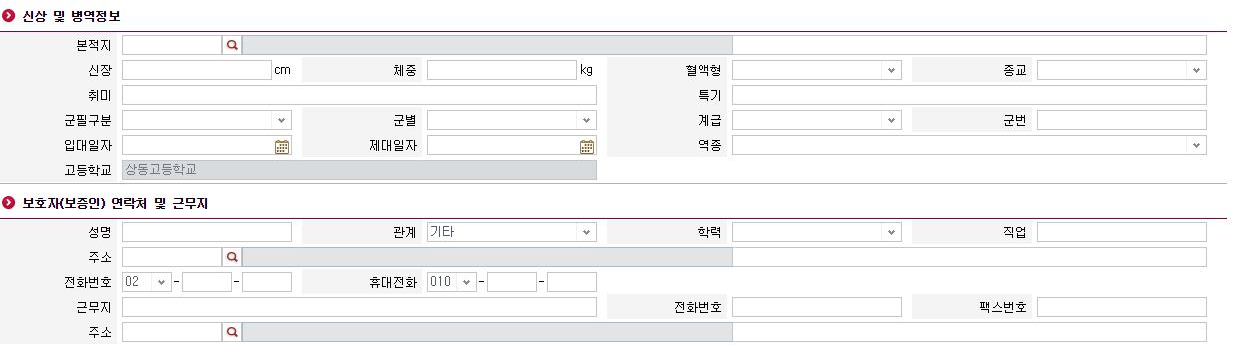 신상 및 병역정보
본적지
신장 cm 체중 kg 혈액형 종교
취미 특기
군필구분 군별 계급 군번
입대일자 제대일자 역종
고등학교 상동고등학교
보호자(보증인) 연락처 및 근무지
성명 관계 기타 학력 직업
주소
전화번호 02 - - 휴대전화 010 - -
근무지 전화번호 팩스번호
주소